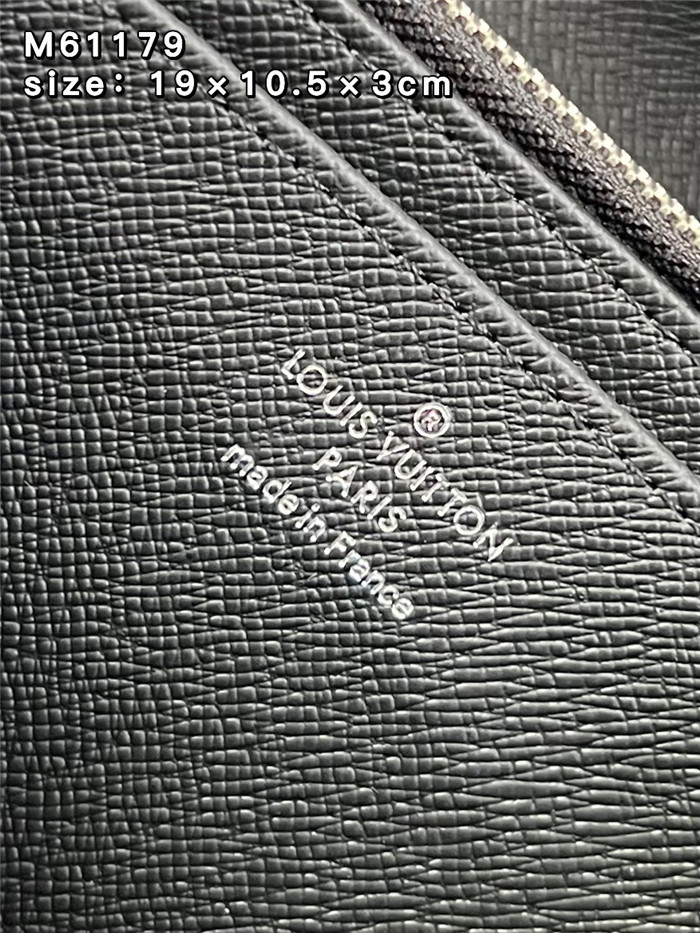 M61179
size: 19×10.5×3cm
LOUIS VUITTON®
PARIS
made in France